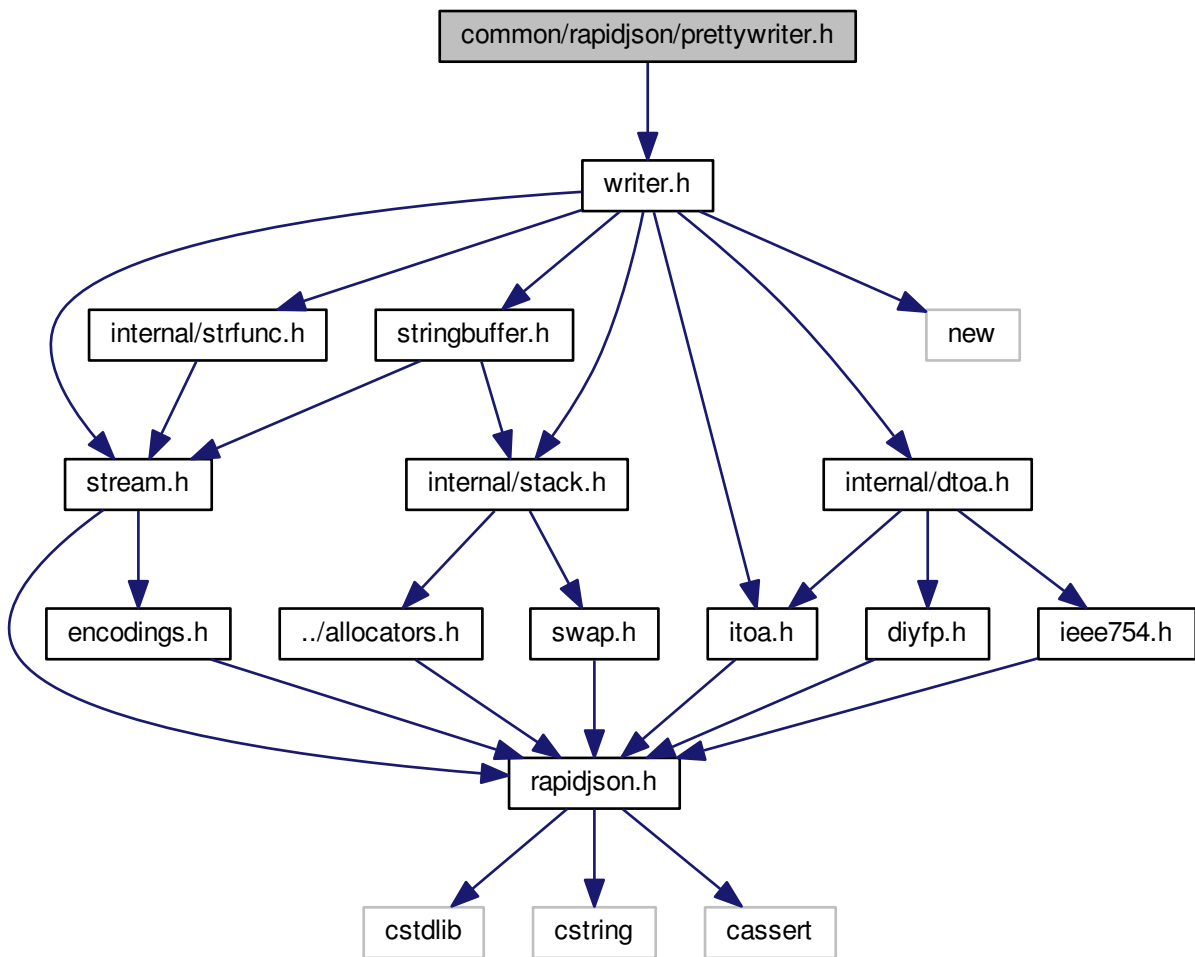 common/rapidjson/prettywriter.h
writer.h
internal/strfunc.h
stringbuffer.h
new
stream.h
internal/stack.h
internal/dtoa.h
encodings.h
../allocators.h
swap.h
itoa.h
diyfp.h
ieee754.h
rapidjson.h
cstdlib
cstring
cassert